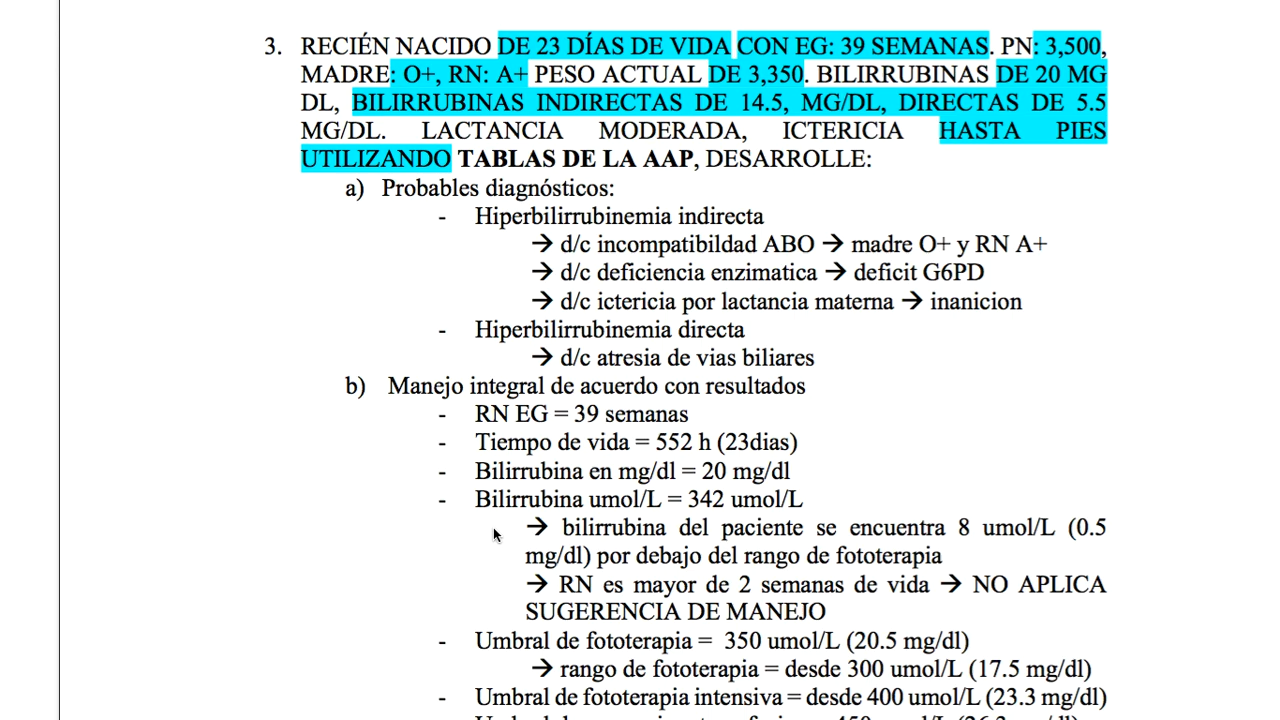 3. RECIÉN NACIDO DE 23 DÍAS DE VIDA CON EG: 39 SEMANAS. PN: 3,500,
MADRE: O+, RN: A+ PESO ACTUAL DE 3,350. BILIRRUBINAS DE 20 MG
DL, BILIRRUBINAS INDIRECTAS DE 14.5, MG/DL, DIRECTAS DE 5.5
MG/DL. LACTANCIA MODERADA, ICTERICIA HASTA PIES
UTILIZANDO TABLAS DE LA AAP, DESARROLLE:
a) Probables diagnósticos:
- Hiperbilirrubinemia indirecta
→ d/c incompatibildad ABO → madre O+ y RN A+
→ d/c deficiencia enzimatica → deficit G6PD
→ d/c ictericia por lactancia materna → inanicion
- Hiperbilirrubinemia directa
→ d/c atresia de vias biliares
b) Manejo integral de acuerdo con resultados
- RN EG = 39 semanas
- Tiempo de vida = 552 h (23dias)
- Bilirrubina en mg/dl = 20 mg/dl
- Bilirrubina umol/L = 342 umol/L
→ bilirrubina del paciente se encuentra 8 umol/L (0.5
mg/dl) por debajo del rango de fototerapia
→ RN es mayor de 2 semanas de vida → NO APLICA
SUGERENCIA DE MANEJO
- Umbral de fototerapia = 350 umol/L (20.5 mg/dl)
→ rango de fototerapia = desde 300 umol/L (17.5 mg/dl)
- Umbral de fototerapia intensiva = desde 400 umol/L (23.3 mg/dl)